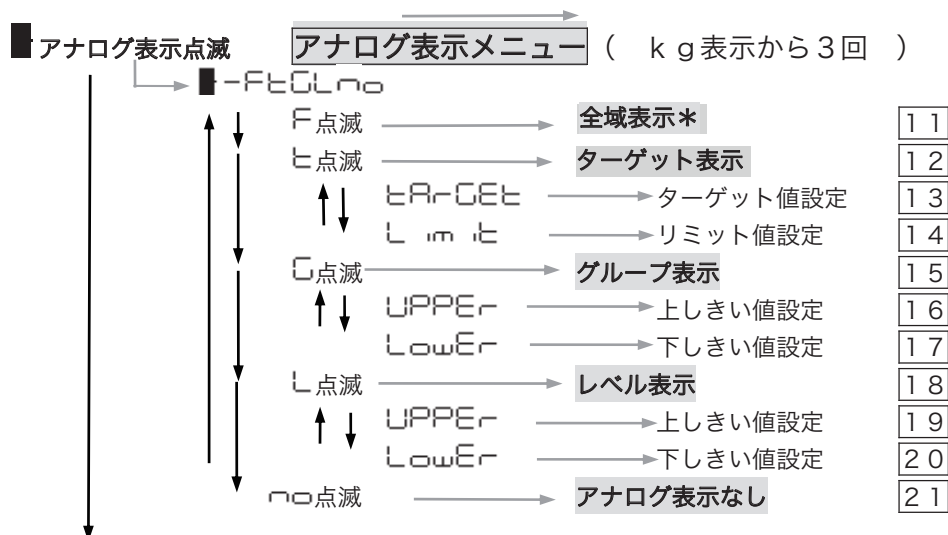 アナログ表示点滅 アナログ表示メニュー ( kg表示から3回 )
-FtGLno
F点滅 全域表示* 11
t点滅 ターゲット表示 12
tArGEt ターゲット値設定 13
Limit リミット値設定 14
G点滅 グループ表示 15
UPPEr 上しきい値設定 16
LowEr 下しきい値設定 17
L点滅 レベル表示 18
UPPEr 上しきい値設定 19
LowEr 下しきい値設定 20
no点滅 アナログ表示なし 21